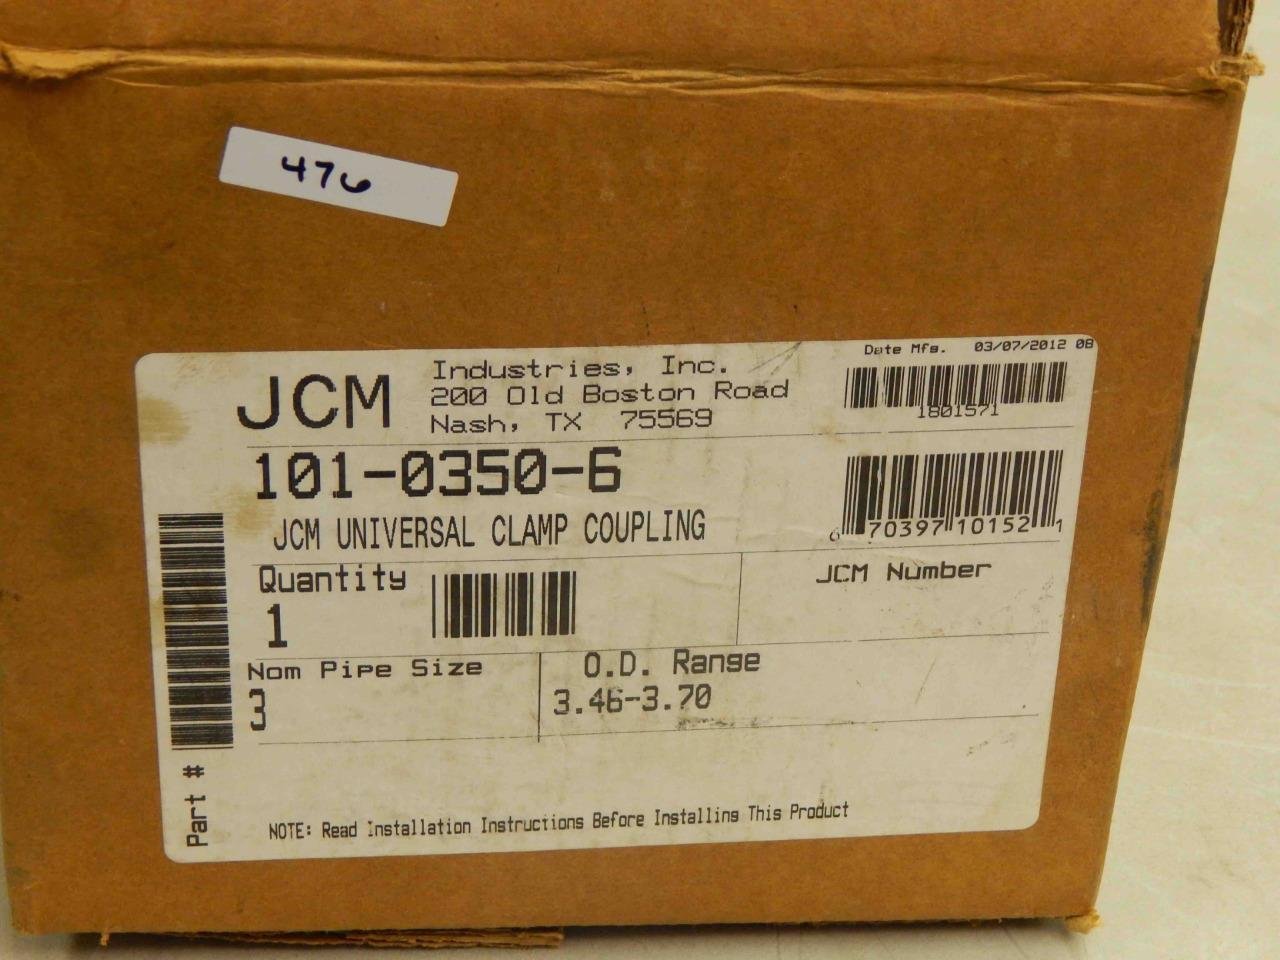 476
Date Mfg. 03/07/2012 08
JCM Industries, Inc.
200 Old Boston Road
Nash, TX 75569
1801571
101-0350-6
JCM UNIVERSAL CLAMP COUPLING
6 70397 10152 1
Quantity
1
JCM Number
Nom Pipe Size
3
O.D. Range
3.46-3.70
Part #
NOTE: Read Installation Instructions Before Installing This Product